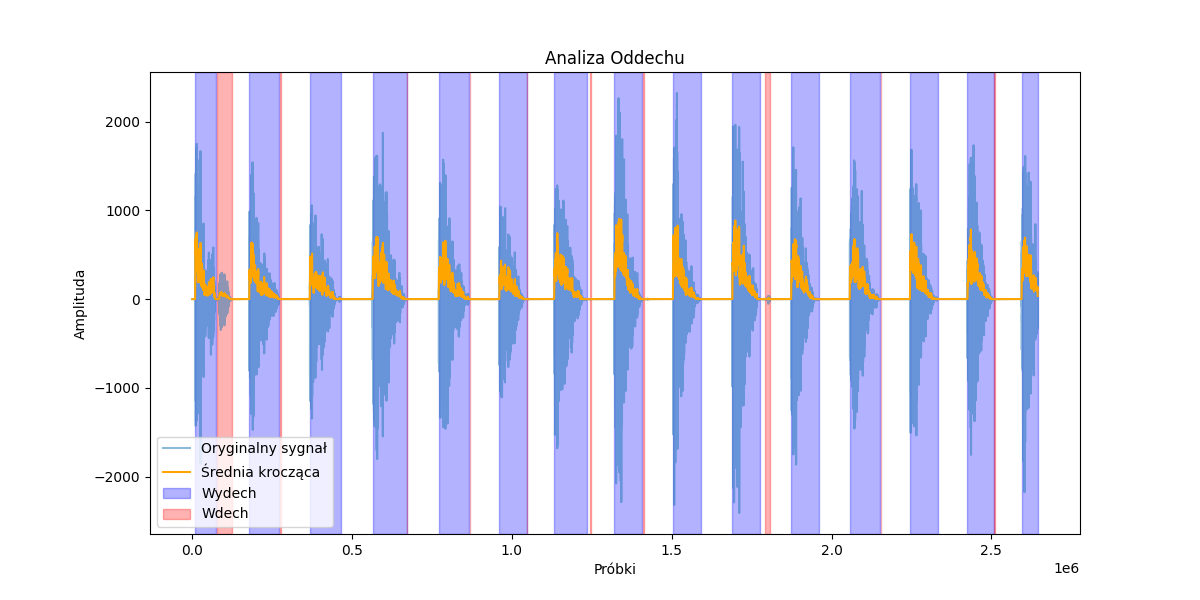 Analiza Oddechu
Amplituda
2000
1000
0
−1000
−2000
Oryginalny sygnał
Średnia krocząca
Wydech
Wdech
0.0 0.5 1.0 1.5 2.0 2.5
1e6
Próbki